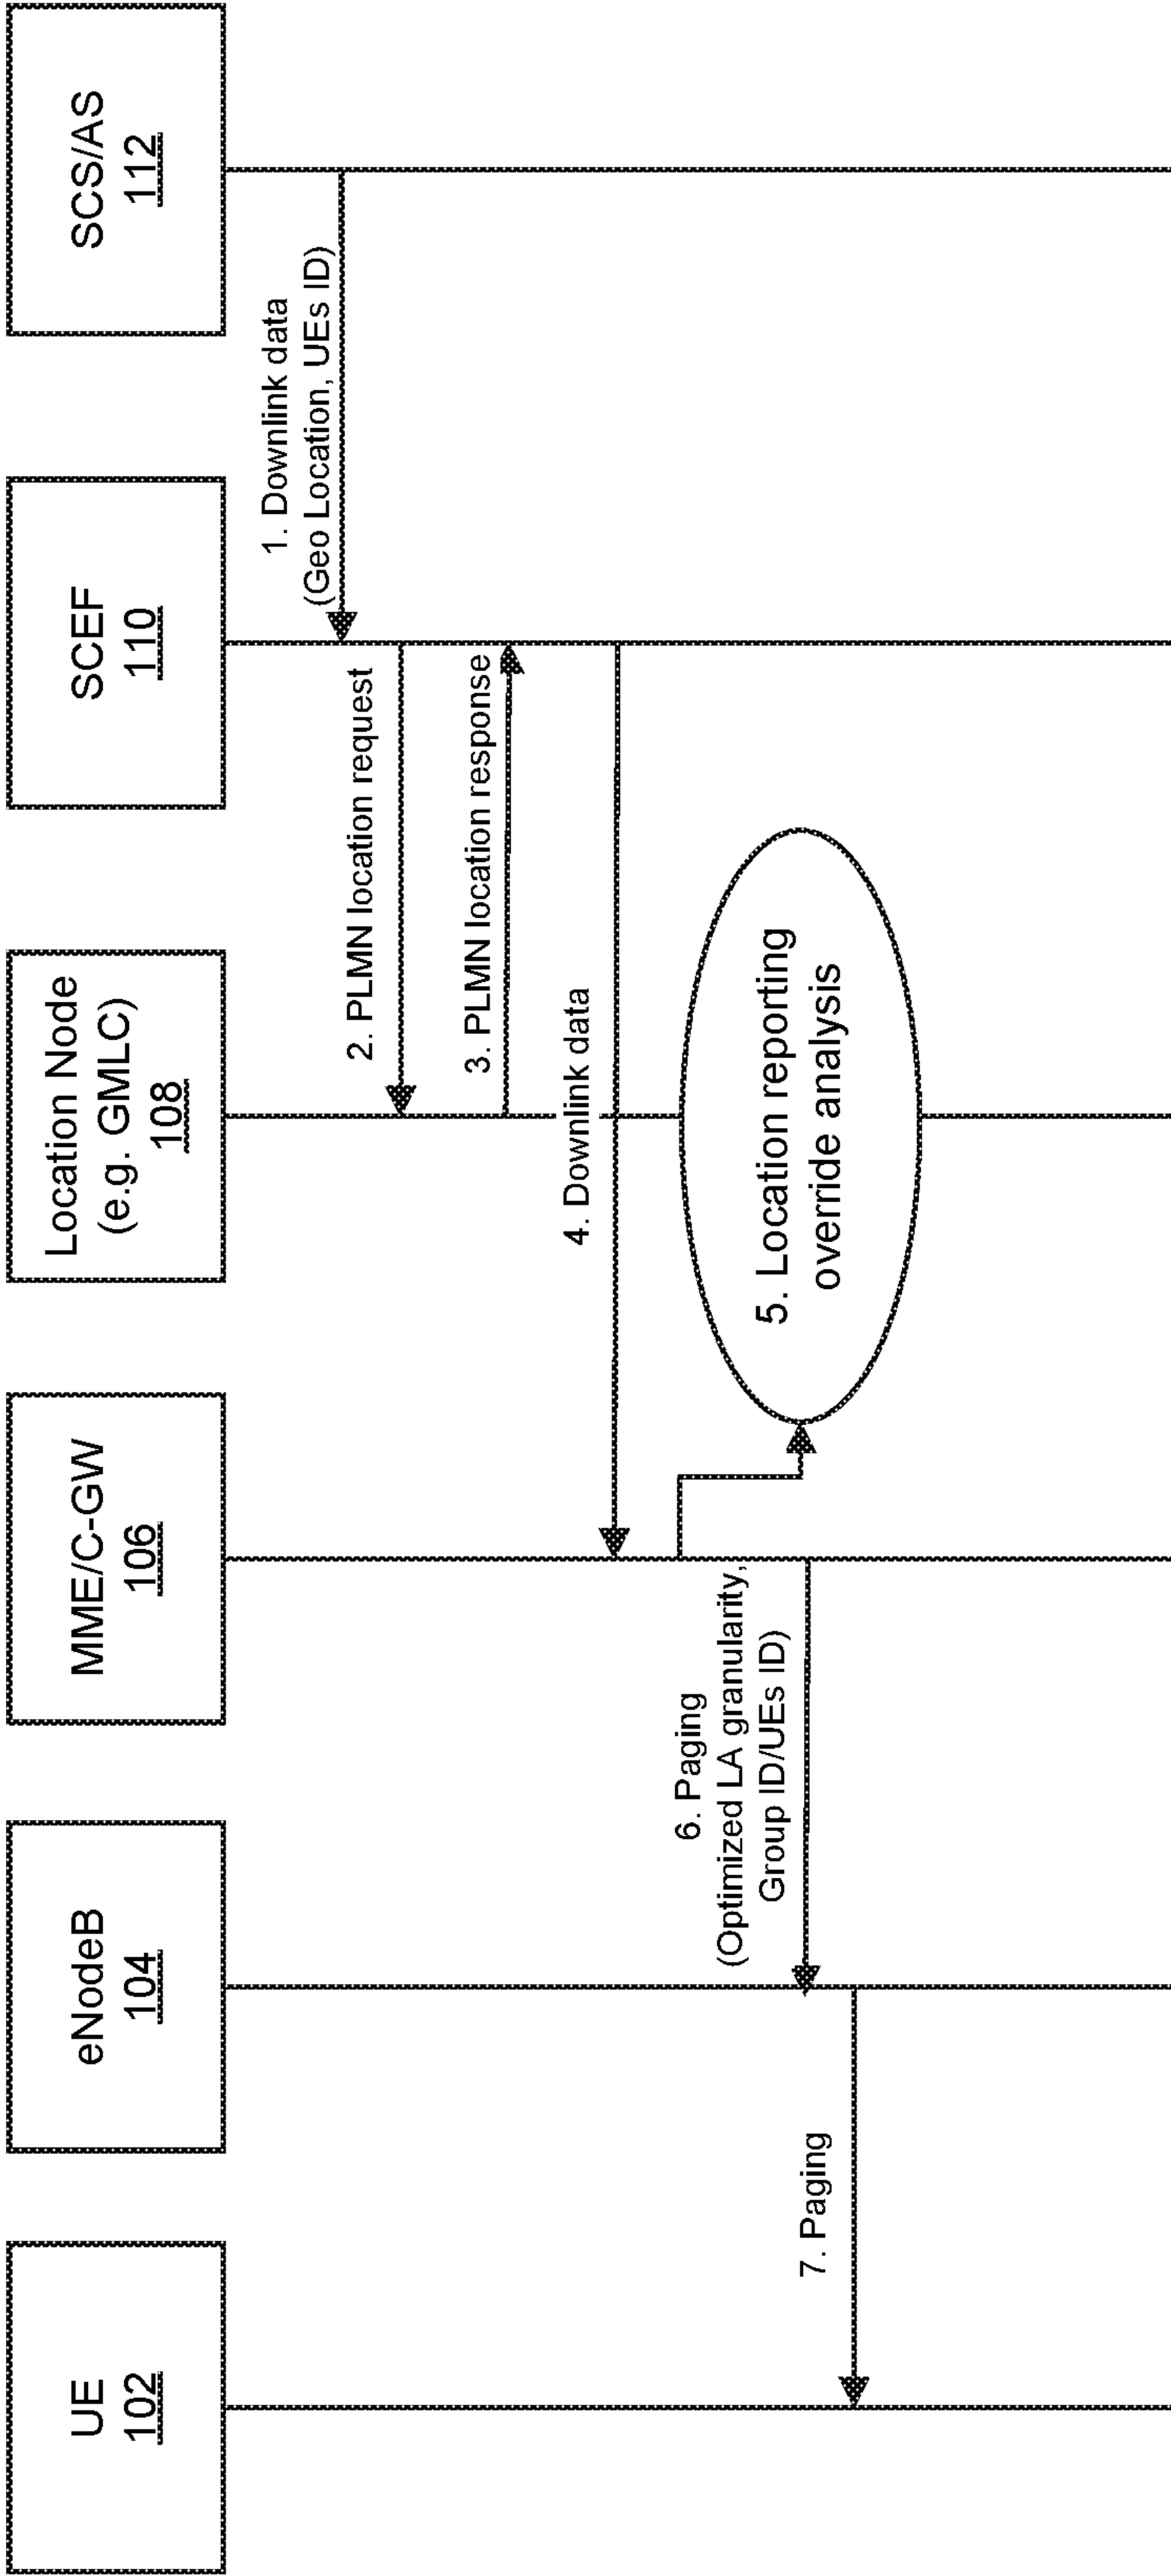 UE
102
eNodeB
104
MME/C-GW
106
Location Node
(e.g. GMLC)
108
SCEF
110
SCS/AS
112
1. Downlink data
(Geo Location, UEs ID)
2. PLMN location request
3. PLMN location response
4. Downlink data
5. Location reporting
override analysis
6. Paging
(Optimized LA granularity,
Group ID/UEs ID)
7. Paging